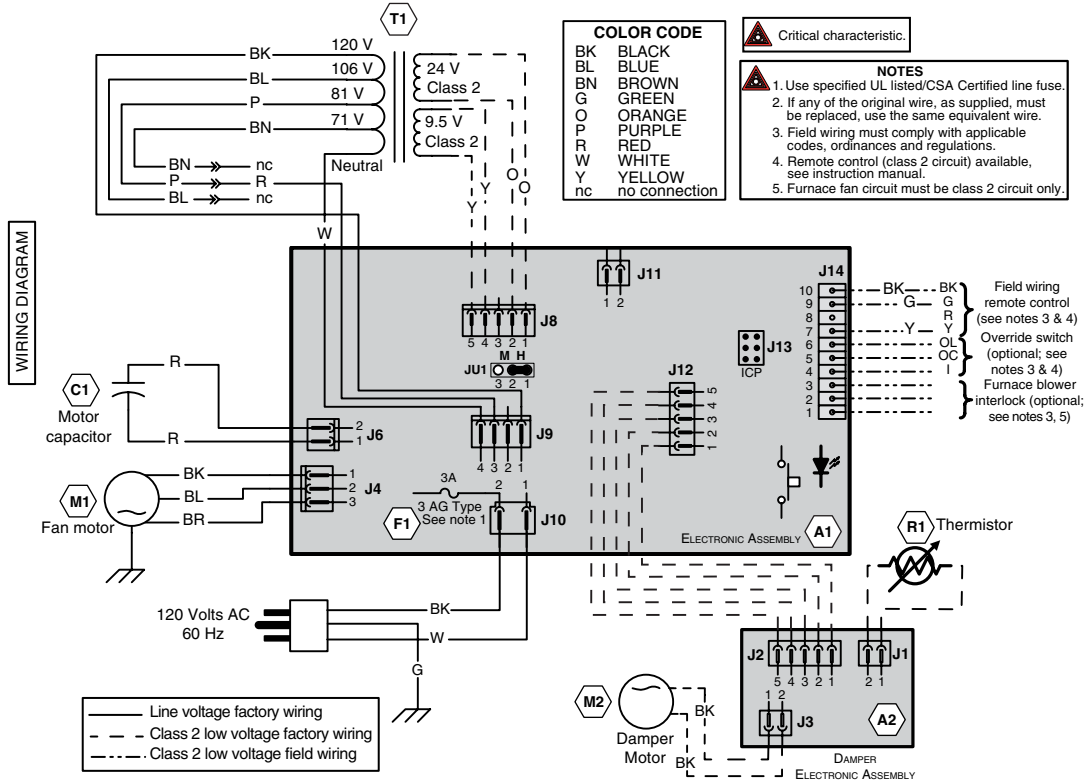 WIRING DIAGRAM
T1
BK
120 V
BL
106 V
P
81 V
BN
71 V
Neutral
24 V
Class 2
9.5 V
Class 2
BN
nc
P
R
BL
nc
W
Y
Y
O
O
COLOR CODE
BK BLACK
BL BLUE
BN BROWN
G GREEN
O ORANGE
P PURPLE
R RED
W WHITE
Y YELLOW
nc no connection
Critical characteristic.
NOTES
1. Use specified UL listed/CSA Certified line fuse.
2. If any of the original wire, as supplied, must
be replaced, use the same equivalent wire.
3. Field wiring must comply with applicable
codes, ordinances and regulations.
4. Remote control (class 2 circuit) available,
see instruction manual.
5. Furnace fan circuit must be class 2 circuit only.
J11
1 2
J8
5 4 3 2 1
M H
JU1
3 2 1
J9
4 3 2 1
J13
ICP
J12
5
4
3
2
1
J14
10
9
8
7
6
5
4
3
2
1
BK
G
Y
BK
G
R
Y
OL
OC
I
Field wiring
remote control
(see notes 3 & 4)
Override switch
(optional; see
notes 3 & 4)
Furnace blower
interlock (optional;
see notes 3, 5)
C1
Motor
capacitor
R
R
J6
2
1
M1
Fan motor
BK
BL
BR
J4
1
2
3
3A
3 AG Type
See note 1
F1
2 1
J10
ELECTRONIC ASSEMBLY
A1
R1
Thermistor
120 Volts AC
60 Hz
BK
W
G
J2
5 4 3 2 1
J1
2 1
M2
Damper
Motor
BK
BK
1 2
J3
A2
DAMPER
ELECTRONIC ASSEMBLY
Line voltage factory wiring
Class 2 low voltage factory wiring
Class 2 low voltage field wiring